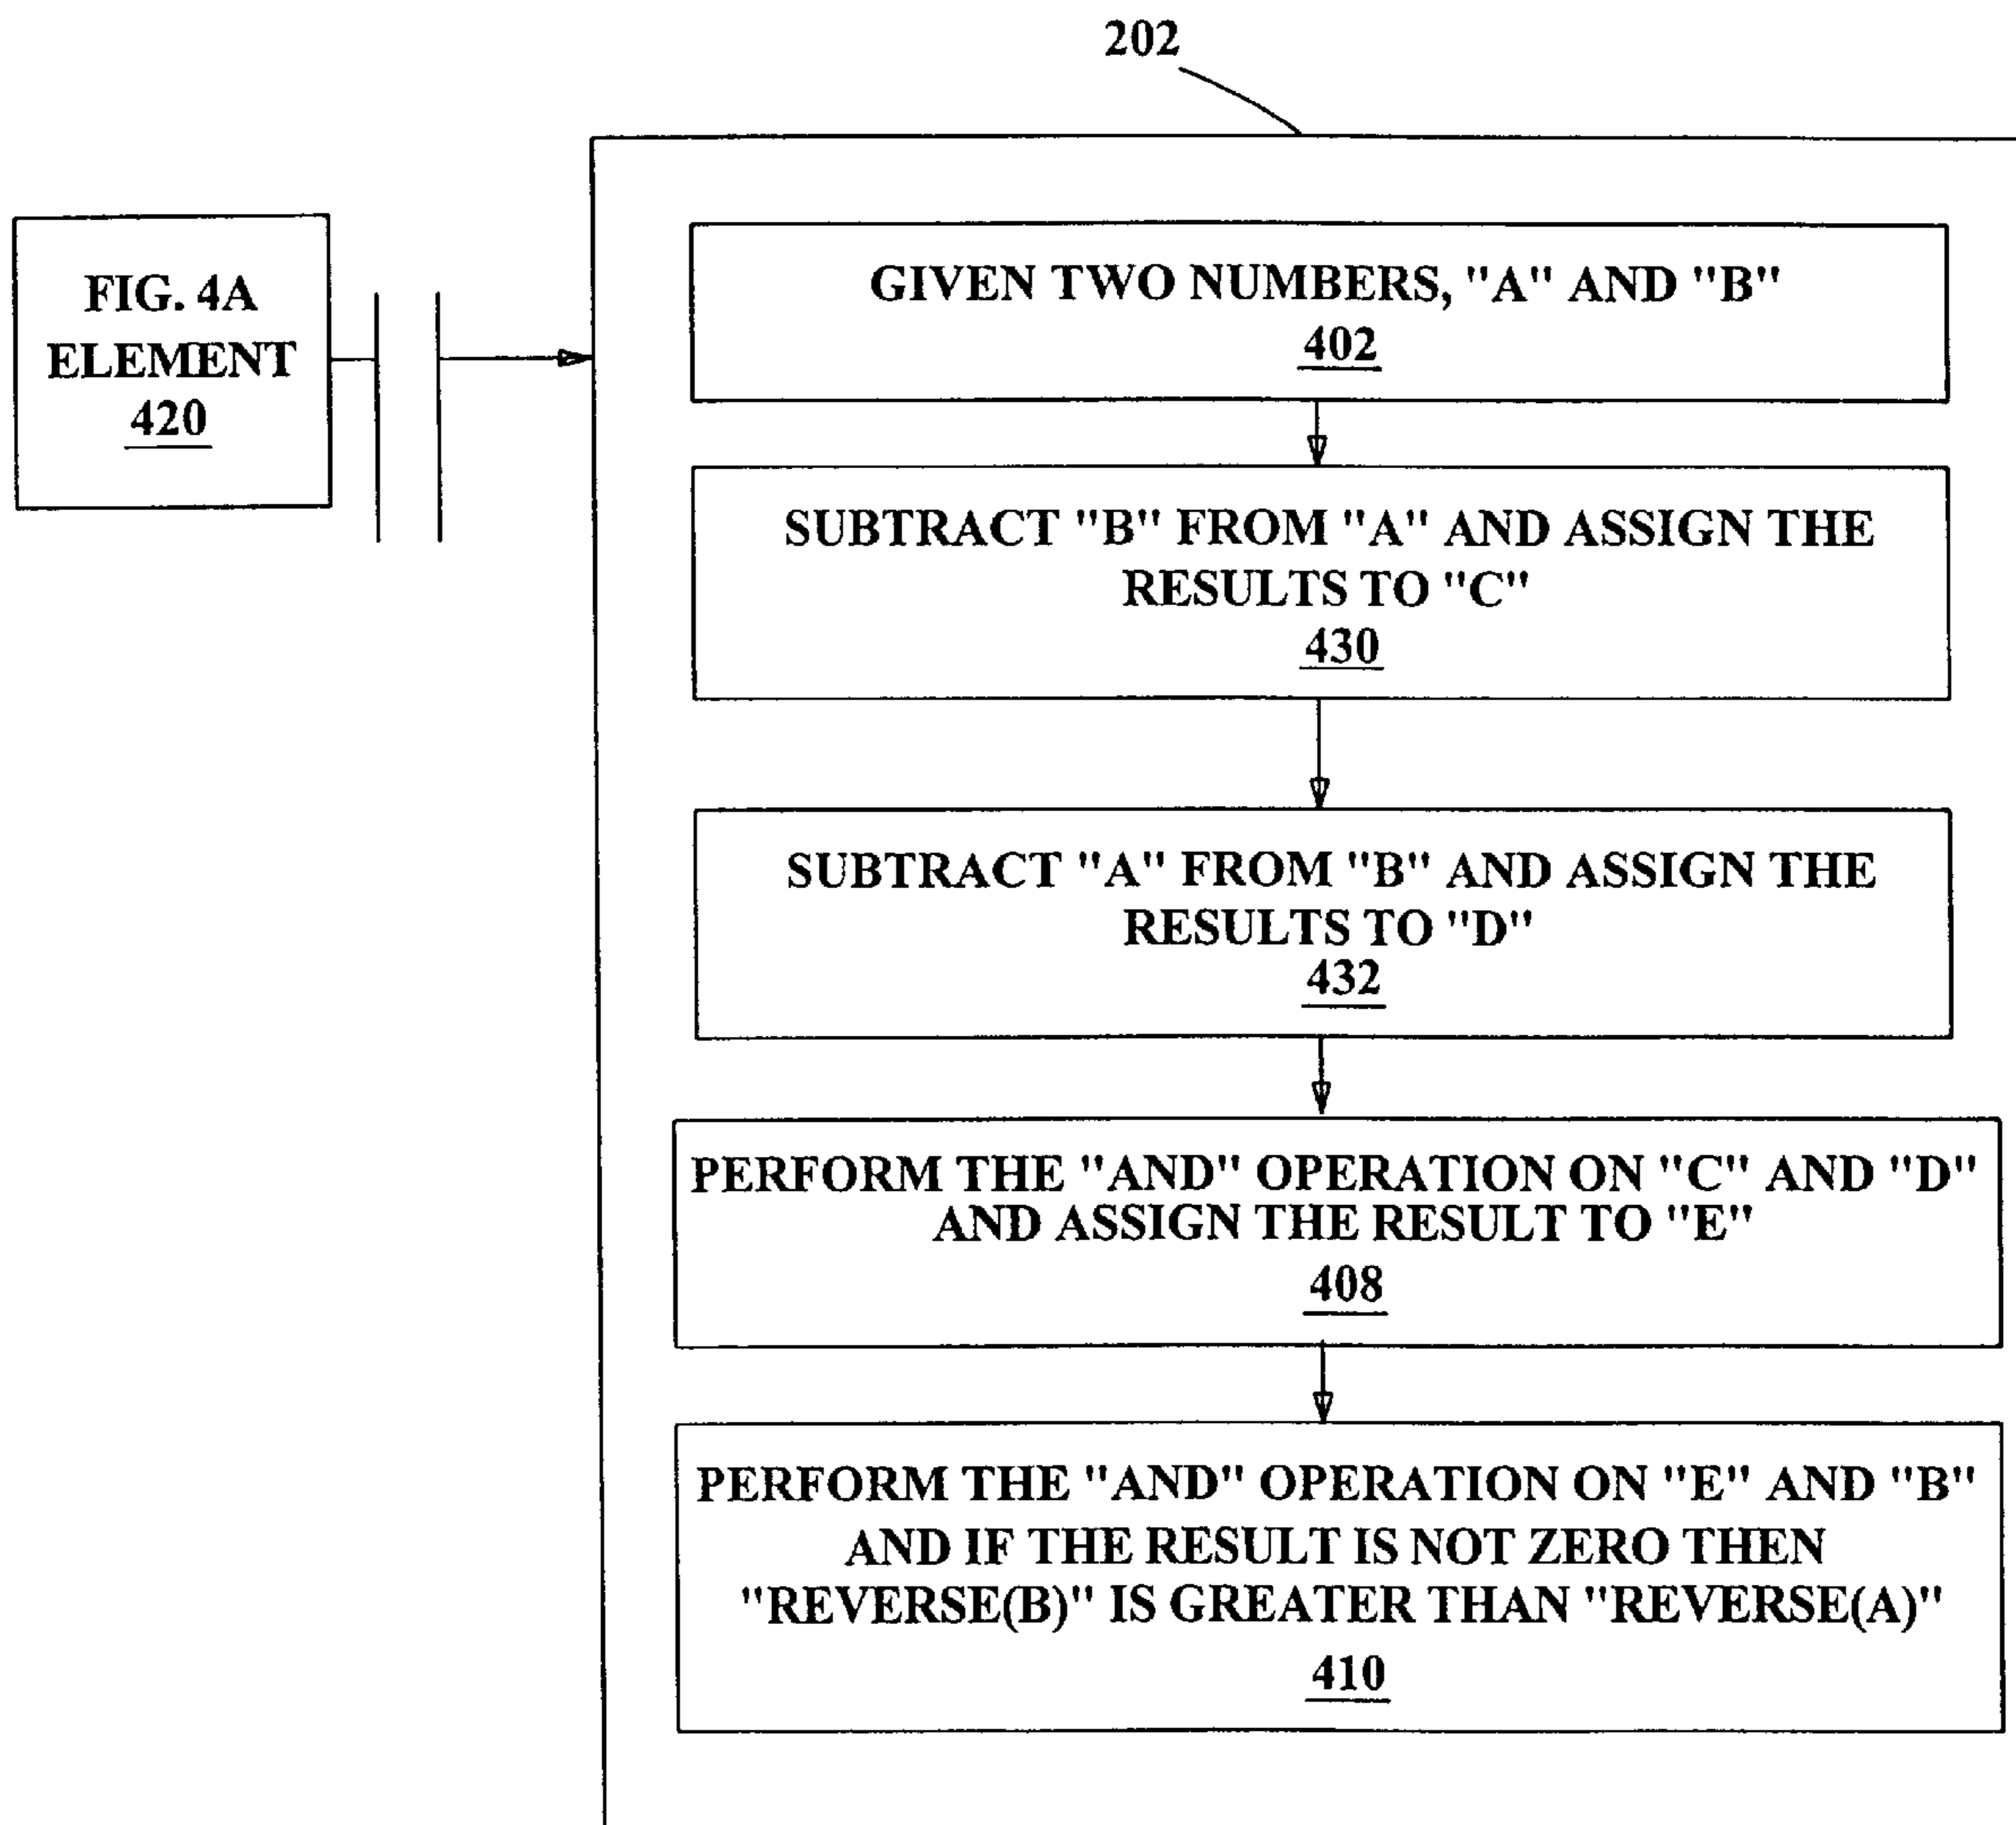 202
FIG. 4A
ELEMENT
420
GIVEN TWO NUMBERS, "A" AND "B"
402
SUBTRACT "B" FROM "A" AND ASSIGN THE
RESULTS TO "C"
430
SUBTRACT "A" FROM "B" AND ASSIGN THE
RESULTS TO "D"
432
PERFORM THE "AND" OPERATION ON "C" AND "D"
AND ASSIGN THE RESULT TO "E"
408
PERFORM THE "AND" OPERATION ON "E" AND "B"
AND IF THE RESULT IS NOT ZERO THEN
"REVERSE(B)" IS GREATER THAN "REVERSE(A)"
410